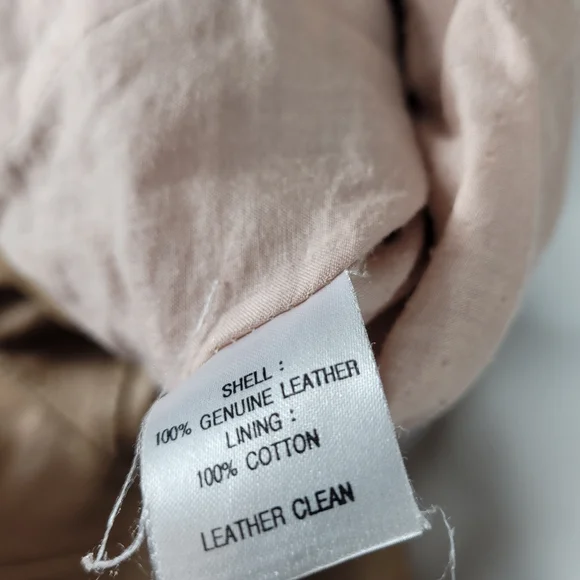 SHELL :
100% GENUINE LEATHER
LINING :
100% COTTON
LEATHER CLEAN